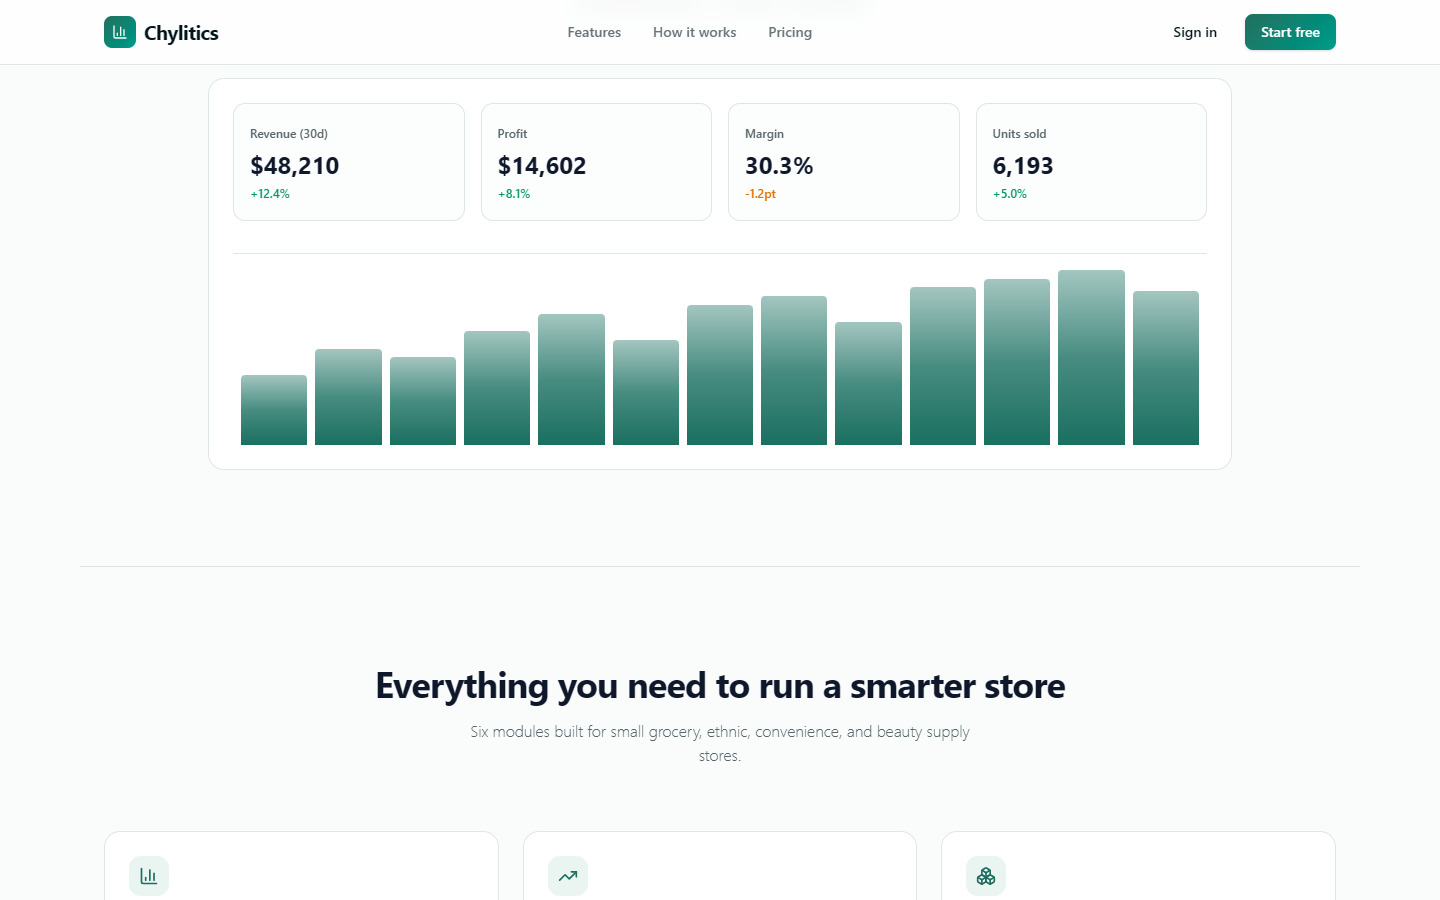 Chylitics
Features
How it works
Pricing
Sign in
Start free
Revenue (30d)
$48,210
+12.4%
Profit
$14,602
+8.1%
Margin
30.3%
-1.2pt
Units sold
6,193
+5.0%
Everything you need to run a smarter store
Six modules built for small grocery, ethnic, convenience, and beauty supply
stores.